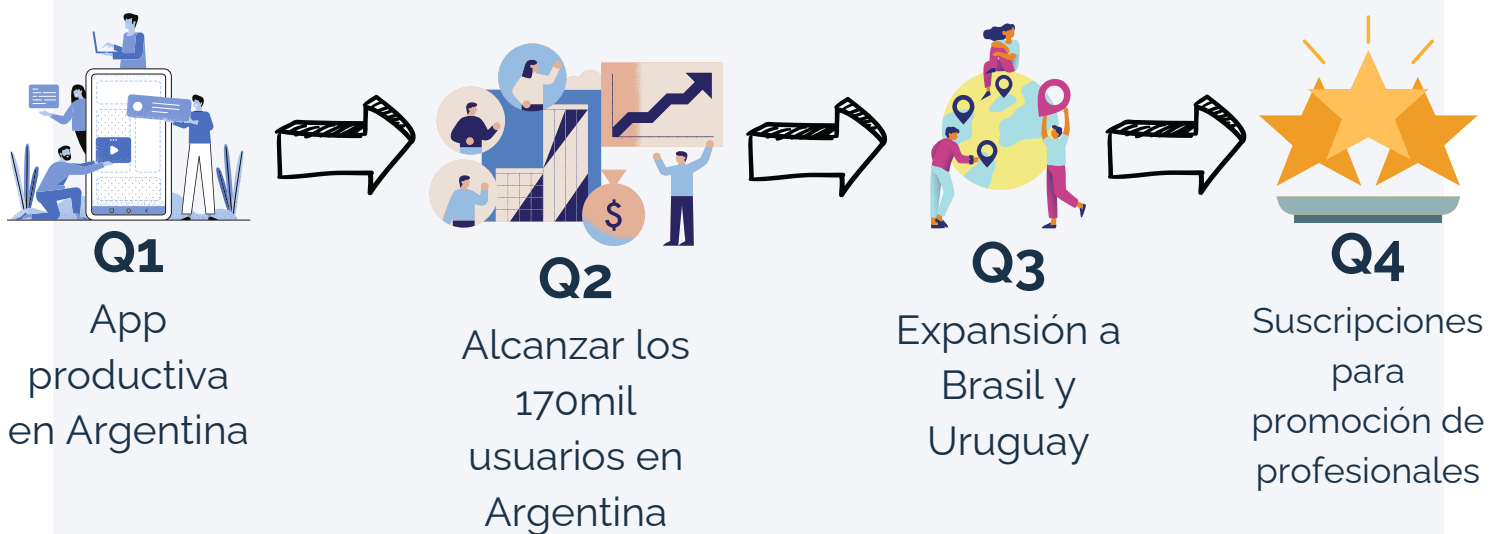 Q1
App
productiva
en Argentina
Q2
Alcanzar los
170mil
usuarios en
Argentina
$
Q3
Expansión a
Brasil y
Uruguay
Q4
Suscripciones
para
promoción de
profesionales